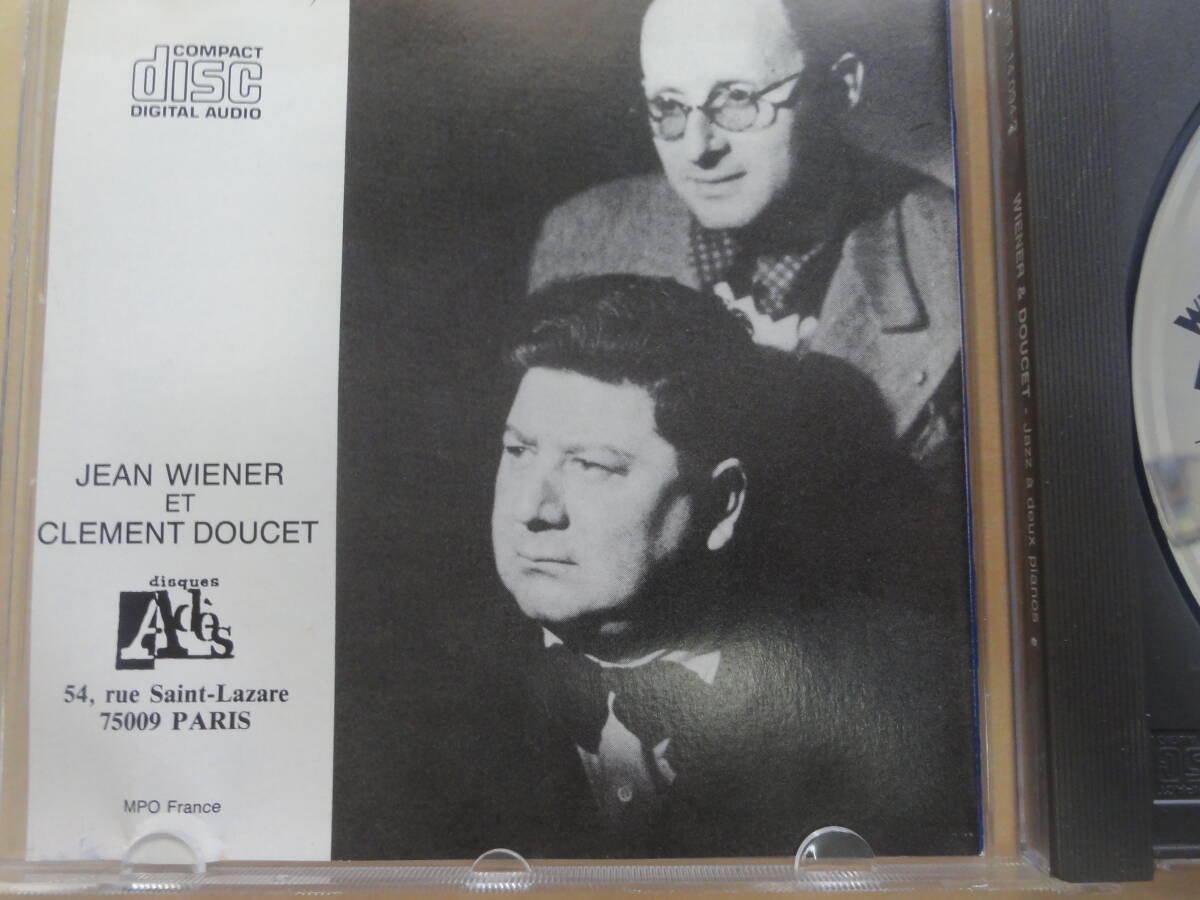 COMPACT
disc
DIGITAL AUDIO
JEAN WIENER
ET
CLEMENT DOUCET
disques
Adès
54, rue Saint-Lazare
75009 PARIS
MPO France
WIENER & DOUCET - Jazz à deux pianos